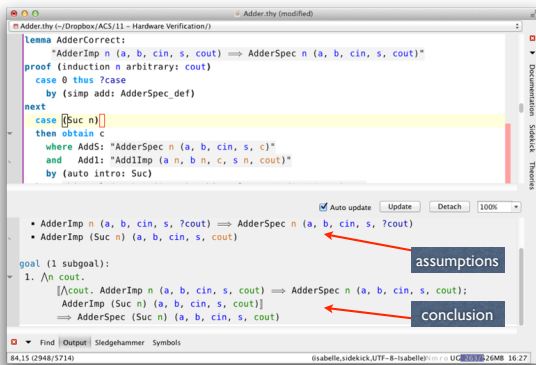 Adder.thy (modified)
Adder.thy (~/Dropbox/ACS/11 – Hardware Verification/)
lemma AdderCorrect:
"AdderImp n (a, b, cin, s, cout) ⟹ AdderSpec n (a, b, cin, s, cout)"
proof (induction n arbitrary: cout)
case 0 thus ?case
by (simp add: AdderSpec_def)
next
case (Suc n)
then obtain c
where AddS: "AdderSpec n (a, b, cin, s, c)"
and Add1: "Add1Imp (a n, b n, c, s n, cout)"
by (auto intro: Suc)
Documentation
Sidekick
Theories
Auto update
Update
Detach
100%
▪ AdderImp n (a, b, cin, s, ?cout) ⟹ AdderSpec n (a, b, cin, s, ?cout)
▪ AdderImp (Suc n) (a, b, cin, s, cout)
assumptions
goal (1 subgoal):
1. ⋀n cout.
⟦⋀cout. AdderImp n (a, b, cin, s, cout) ⟹ AdderSpec n (a, b, cin, s, cout);
AdderImp (Suc n) (a, b, cin, s, cout)⟧
⟹ AdderSpec (Suc n) (a, b, cin, s, cout)
conclusion
Find Output Sledgehammer Symbols
84,15 (2948/5714)
(isabelle,sidekick,UTF-8-Isabelle) UG 26MB 16:27